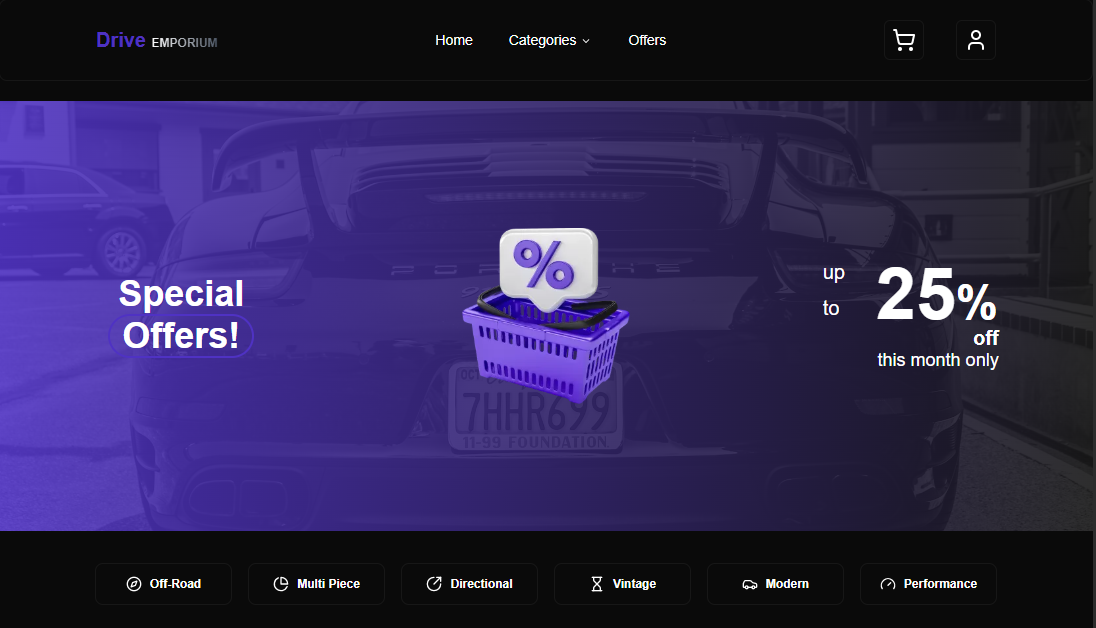 Drive EMPORIUM
Home
Categories
Offers
Special
Offers!
%
up
to
25%
off
this month only
PORSCHE
OCT
7HHR699
11-99 FOUNDATION
Off-Road
Multi Piece
Directional
Vintage
Modern
Performance